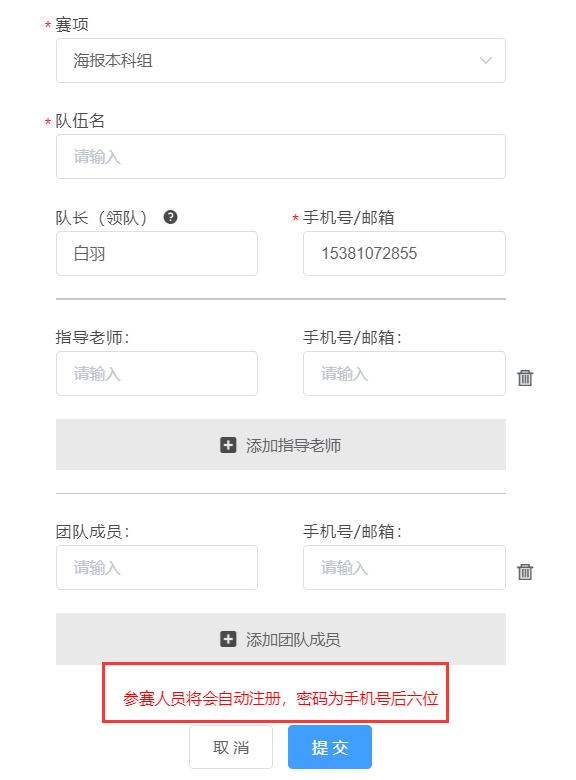 * 赛项
海报本科组
* 队伍名
请输入
队长（领队） ? * 手机号/邮箱
白羽 15381072855
指导老师： 手机号/邮箱：
请输入 请输入
添加指导老师
团队成员： 手机号/邮箱：
请输入 请输入
添加团队成员
参赛人员将会自动注册，密码为手机号后六位
取消 提交